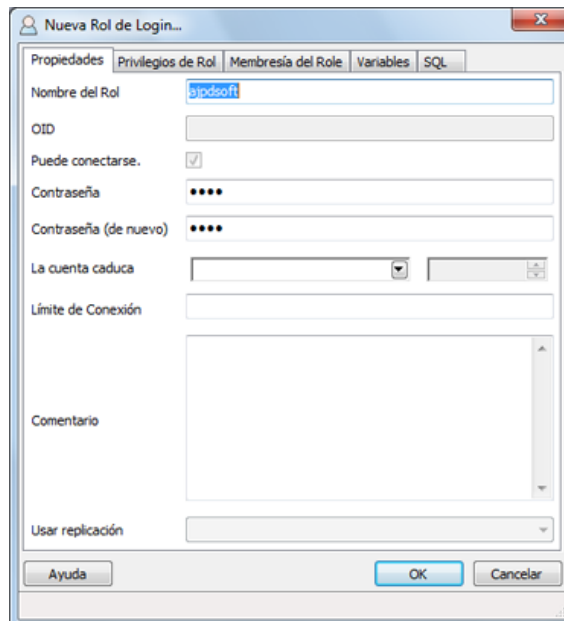 Nueva Rol de Login...
Propiedades Privilegios de Rol Membresía del Role Variables SQL
Nombre del Rol ajpdsoft
OID
Puede conectarse.
Contraseña ••••
Contraseña (de nuevo) ••••
La cuenta caduca
Límite de Conexión
Comentario
Usar replicación
Ayuda OK Cancelar